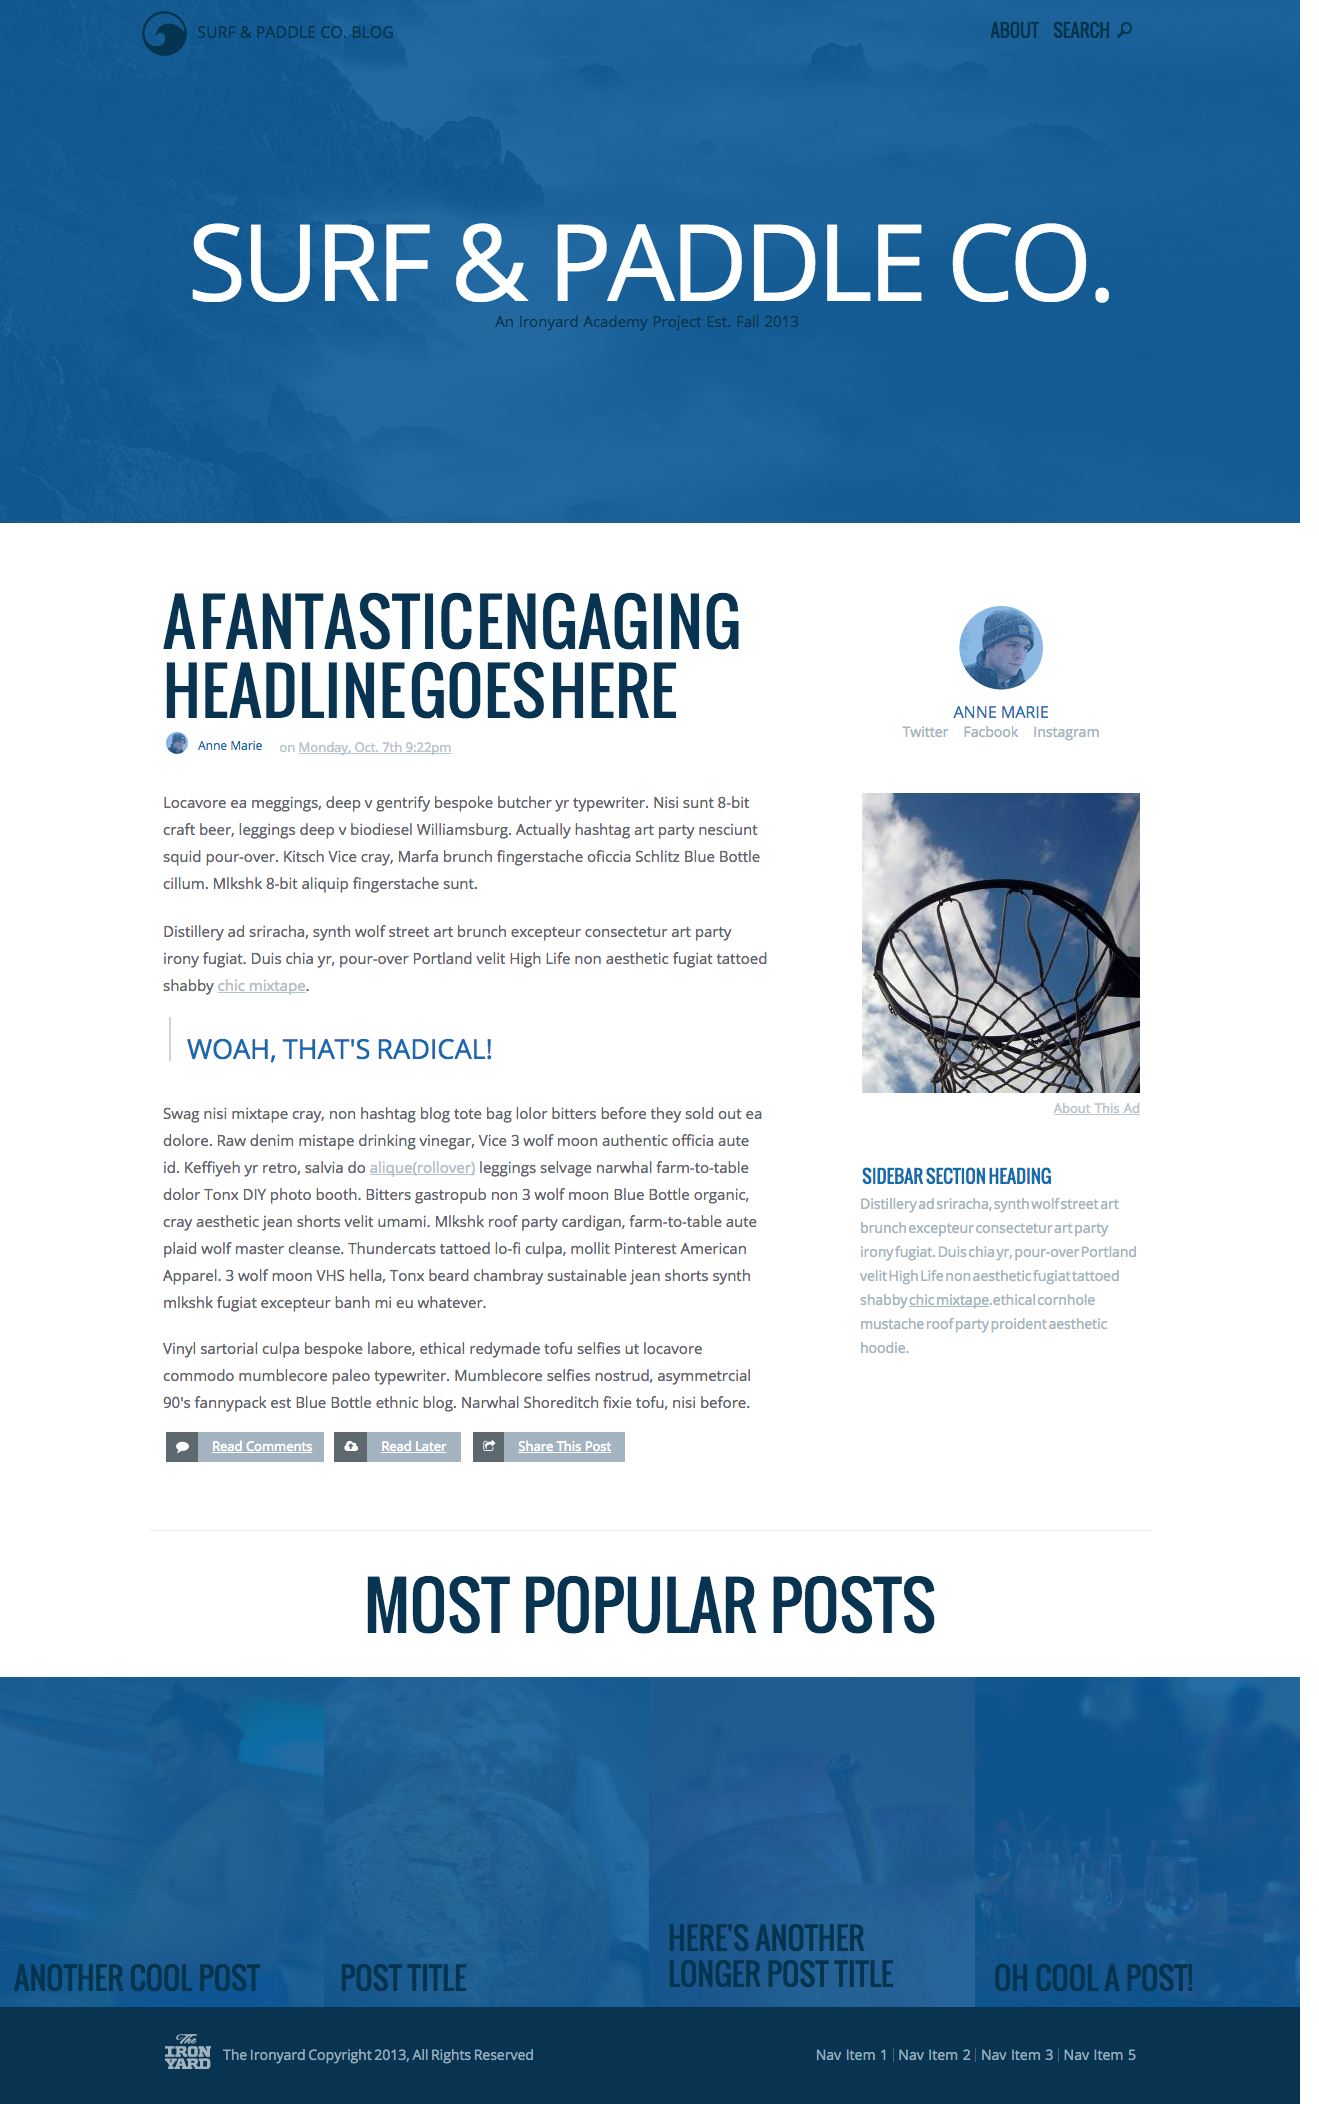 SURF & PADDLE CO. BLOG
ABOUT SEARCH
SURF & PADDLE CO.
An Ironyard Academy Project Est. Fall 2013
A FANTASTIC ENGAGING
HEADLINE GOES HERE
Anne Marie on Monday, Oct. 7th 9:22pm
Locavore ea meggings, deep v gentrify bespoke butcher yr typewriter. Nisi sunt 8-bit
craft beer, leggings deep v biodiesel Williamsburg. Actually hashtag art party nesciunt
squid pour-over. Kitsch Vice cray, Marfa brunch fingerstache oficcia Schlitz Blue Bottle
cillum. Mlkshk 8-bit aliquip fingerstache sunt.
Distillery ad sriracha, synth wolf street art brunch excepteur consectetur art party
irony fugiat. Duis chia yr, pour-over Portland velit High Life non aesthetic fugiat tattoed
shabby chic mixtape.
WOAH, THAT'S RADICAL!
Swag nisi mixtape cray, non hashtag blog tote bag lolor bitters before they sold out ea
dolore. Raw denim mistape drinking vinegar, Vice 3 wolf moon authentic officia aute
id. Keffiyeh yr retro, salvia do alique(rollover) leggings selvage narwhal farm-to-table
dolor Tonx DIY photo booth. Bitters gastropub non 3 wolf moon Blue Bottle organic,
cray aesthetic jean shorts velit umami. Mlkshk roof party cardigan, farm-to-table aute
plaid wolf master cleanse. Thundercats tattoed lo-fi culpa, mollit Pinterest American
Apparel. 3 wolf moon VHS hella, Tonx beard chambray sustainable jean shorts synth
mlkshk fugiat excepteur banh mi eu whatever.
Vinyl sartorial culpa bespoke labore, ethical redymade tofu selfies ut locavore
commodo mumblecore paleo typewriter. Mumblecore selfies nostrud, asymmetrcial
90's fannypack est Blue Bottle ethnic blog. Narwhal Shoreditch fixie tofu, nisi before.
Read Comments
Read Later
Share This Post
ANNE MARIE
Twitter Facbook Instagram
About This Ad
SIDEBAR SECTION HEADING
Distillery ad sriracha, synth wolf street art
brunch excepteur consectetur art party
irony fugiat. Duis chia yr, pour-over Portland
velit High Life non aesthetic fugiat tattoed
shabby chic mixtape.ethical cornhole
mustache roof party proident aesthetic
hoodie.
MOST POPULAR POSTS
ANOTHER COOL POST
POST TITLE
HERE'S ANOTHER
LONGER POST TITLE
OH COOL A POST!
The
IRON
YARD
The Ironyard Copyright 2013, All Rights Reserved
Nav Item 1 | Nav Item 2 | Nav Item 3 | Nav Item 5